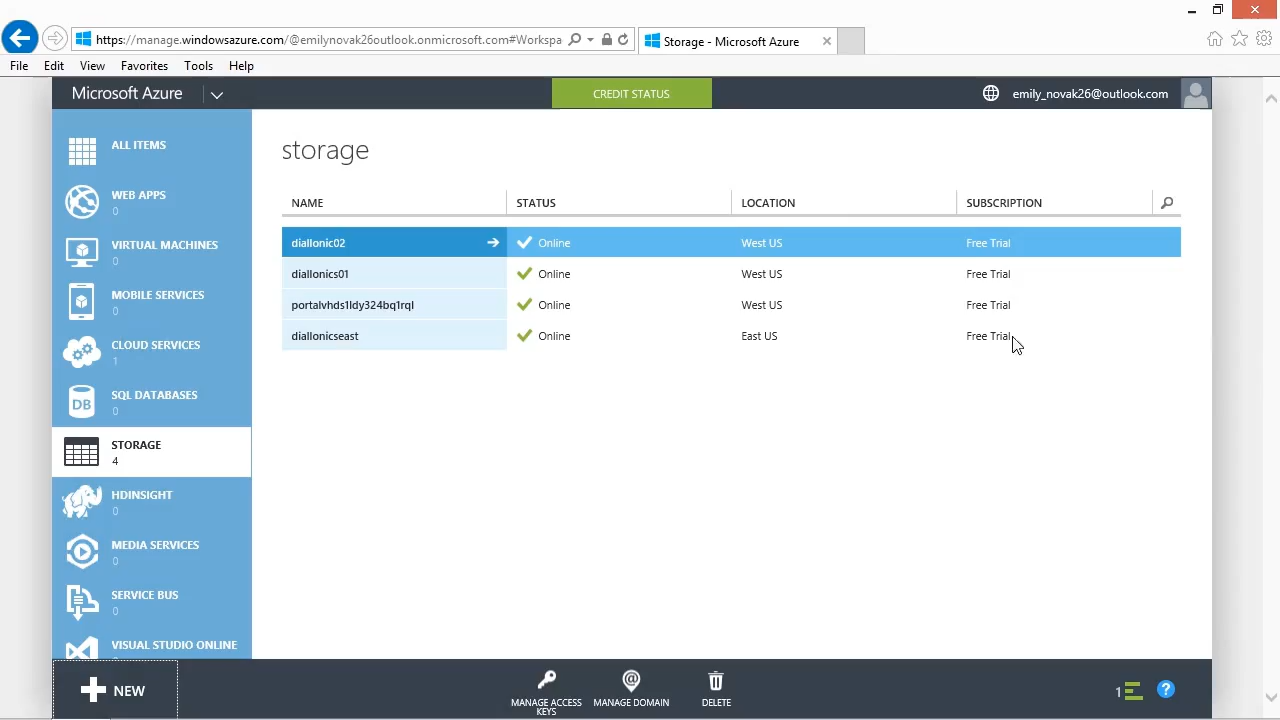 https://manage.windowsazure.com/@emilynovak26outlook.onmicrosoft.com#Workspa
Storage - Microsoft Azure
File Edit View Favorites Tools Help
Microsoft Azure
CREDIT STATUS
emily_novak26@outlook.com
ALL ITEMS
WEB APPS
0
VIRTUAL MACHINES
0
MOBILE SERVICES
0
CLOUD SERVICES
1
SQL DATABASES
0
DB
STORAGE
4
HDINSIGHT
0
MEDIA SERVICES
0
SERVICE BUS
0
VISUAL STUDIO ONLINE
storage
NAME STATUS LOCATION SUBSCRIPTION
diallonic02 Online West US Free Trial
diallonics01 Online West US Free Trial
portalvhds1ldy324bq1rql Online West US Free Trial
diallonicseast Online East US Free Trial
NEW
MANAGE ACCESS
KEYS
MANAGE DOMAIN
DELETE
1
?